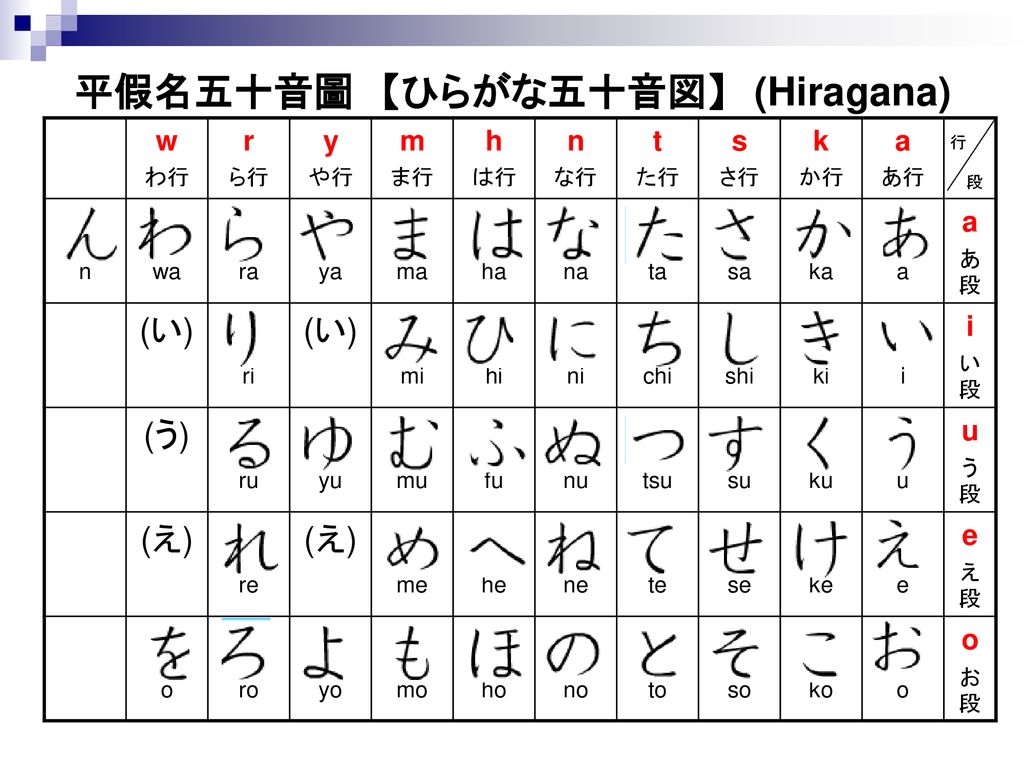 平假名五十音圖 【ひらがな五十音図】 (Hiragana)
w r y m h n t s k a 行
わ行 ら行 や行 ま行 は行 な行 た行 さ行 か行 あ行 段
ん わ ら や ま は な た さ か あ a
n wa ra ya ma ha na ta sa ka a あ段
(い) り (い) み ひ に ち し き い i
ri mi hi ni chi shi ki i い段
(う) る ゆ む ふ ぬ つ す く う u
ru yu mu fu nu tsu su ku u う段
(え) れ (え) め へ ね て せ け え e
re me he ne te se ke e え段
を ろ よ も ほ の と そ こ お o
o ro yo mo ho no to so ko o お段